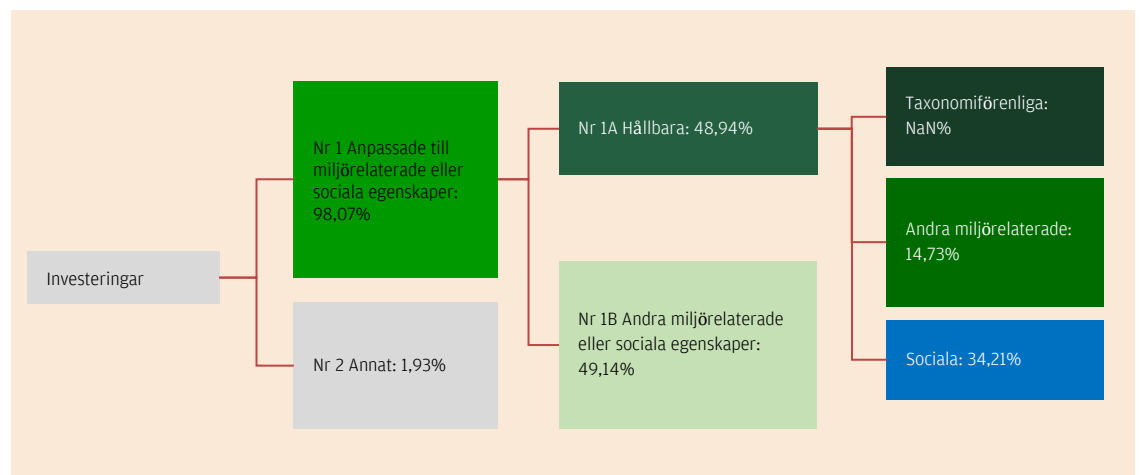 Investeringar
Nr 1 Anpassade till
miljörelaterade eller
sociala egenskaper:
98,07%
Nr 2 Annat: 1,93%
Nr 1A Hållbara: 48,94%
Nr 1B Andra miljörelaterade
eller sociala egenskaper:
49,14%
Taxonomiförenliga:
NaN%
Andra miljörelaterade:
14,73%
Sociala: 34,21%